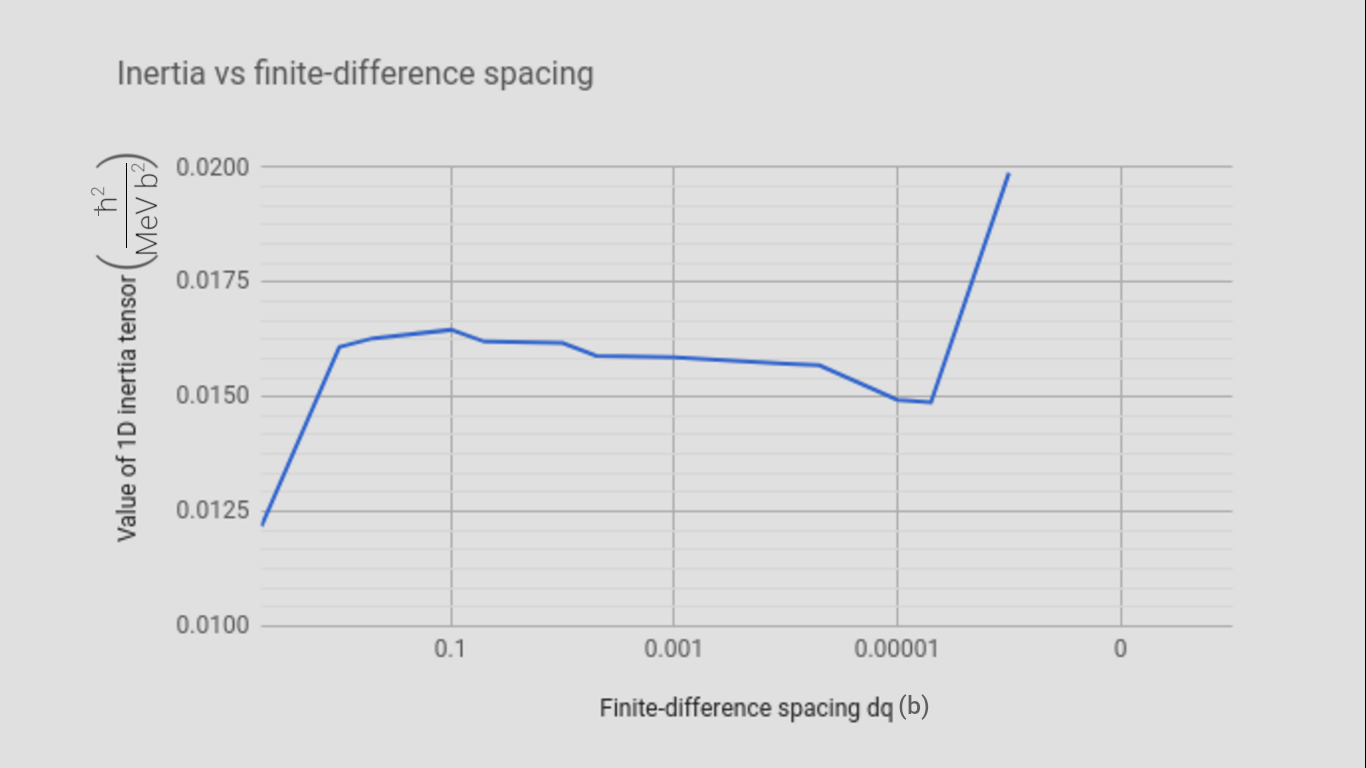 Inertia vs finite-difference spacing
Value of 1D inertia tensor (ħ² / MeV b²)
0.0200
0.0175
0.0150
0.0125
0.0100
0.1 0.001 0.00001 0
Finite-difference spacing dq (b)